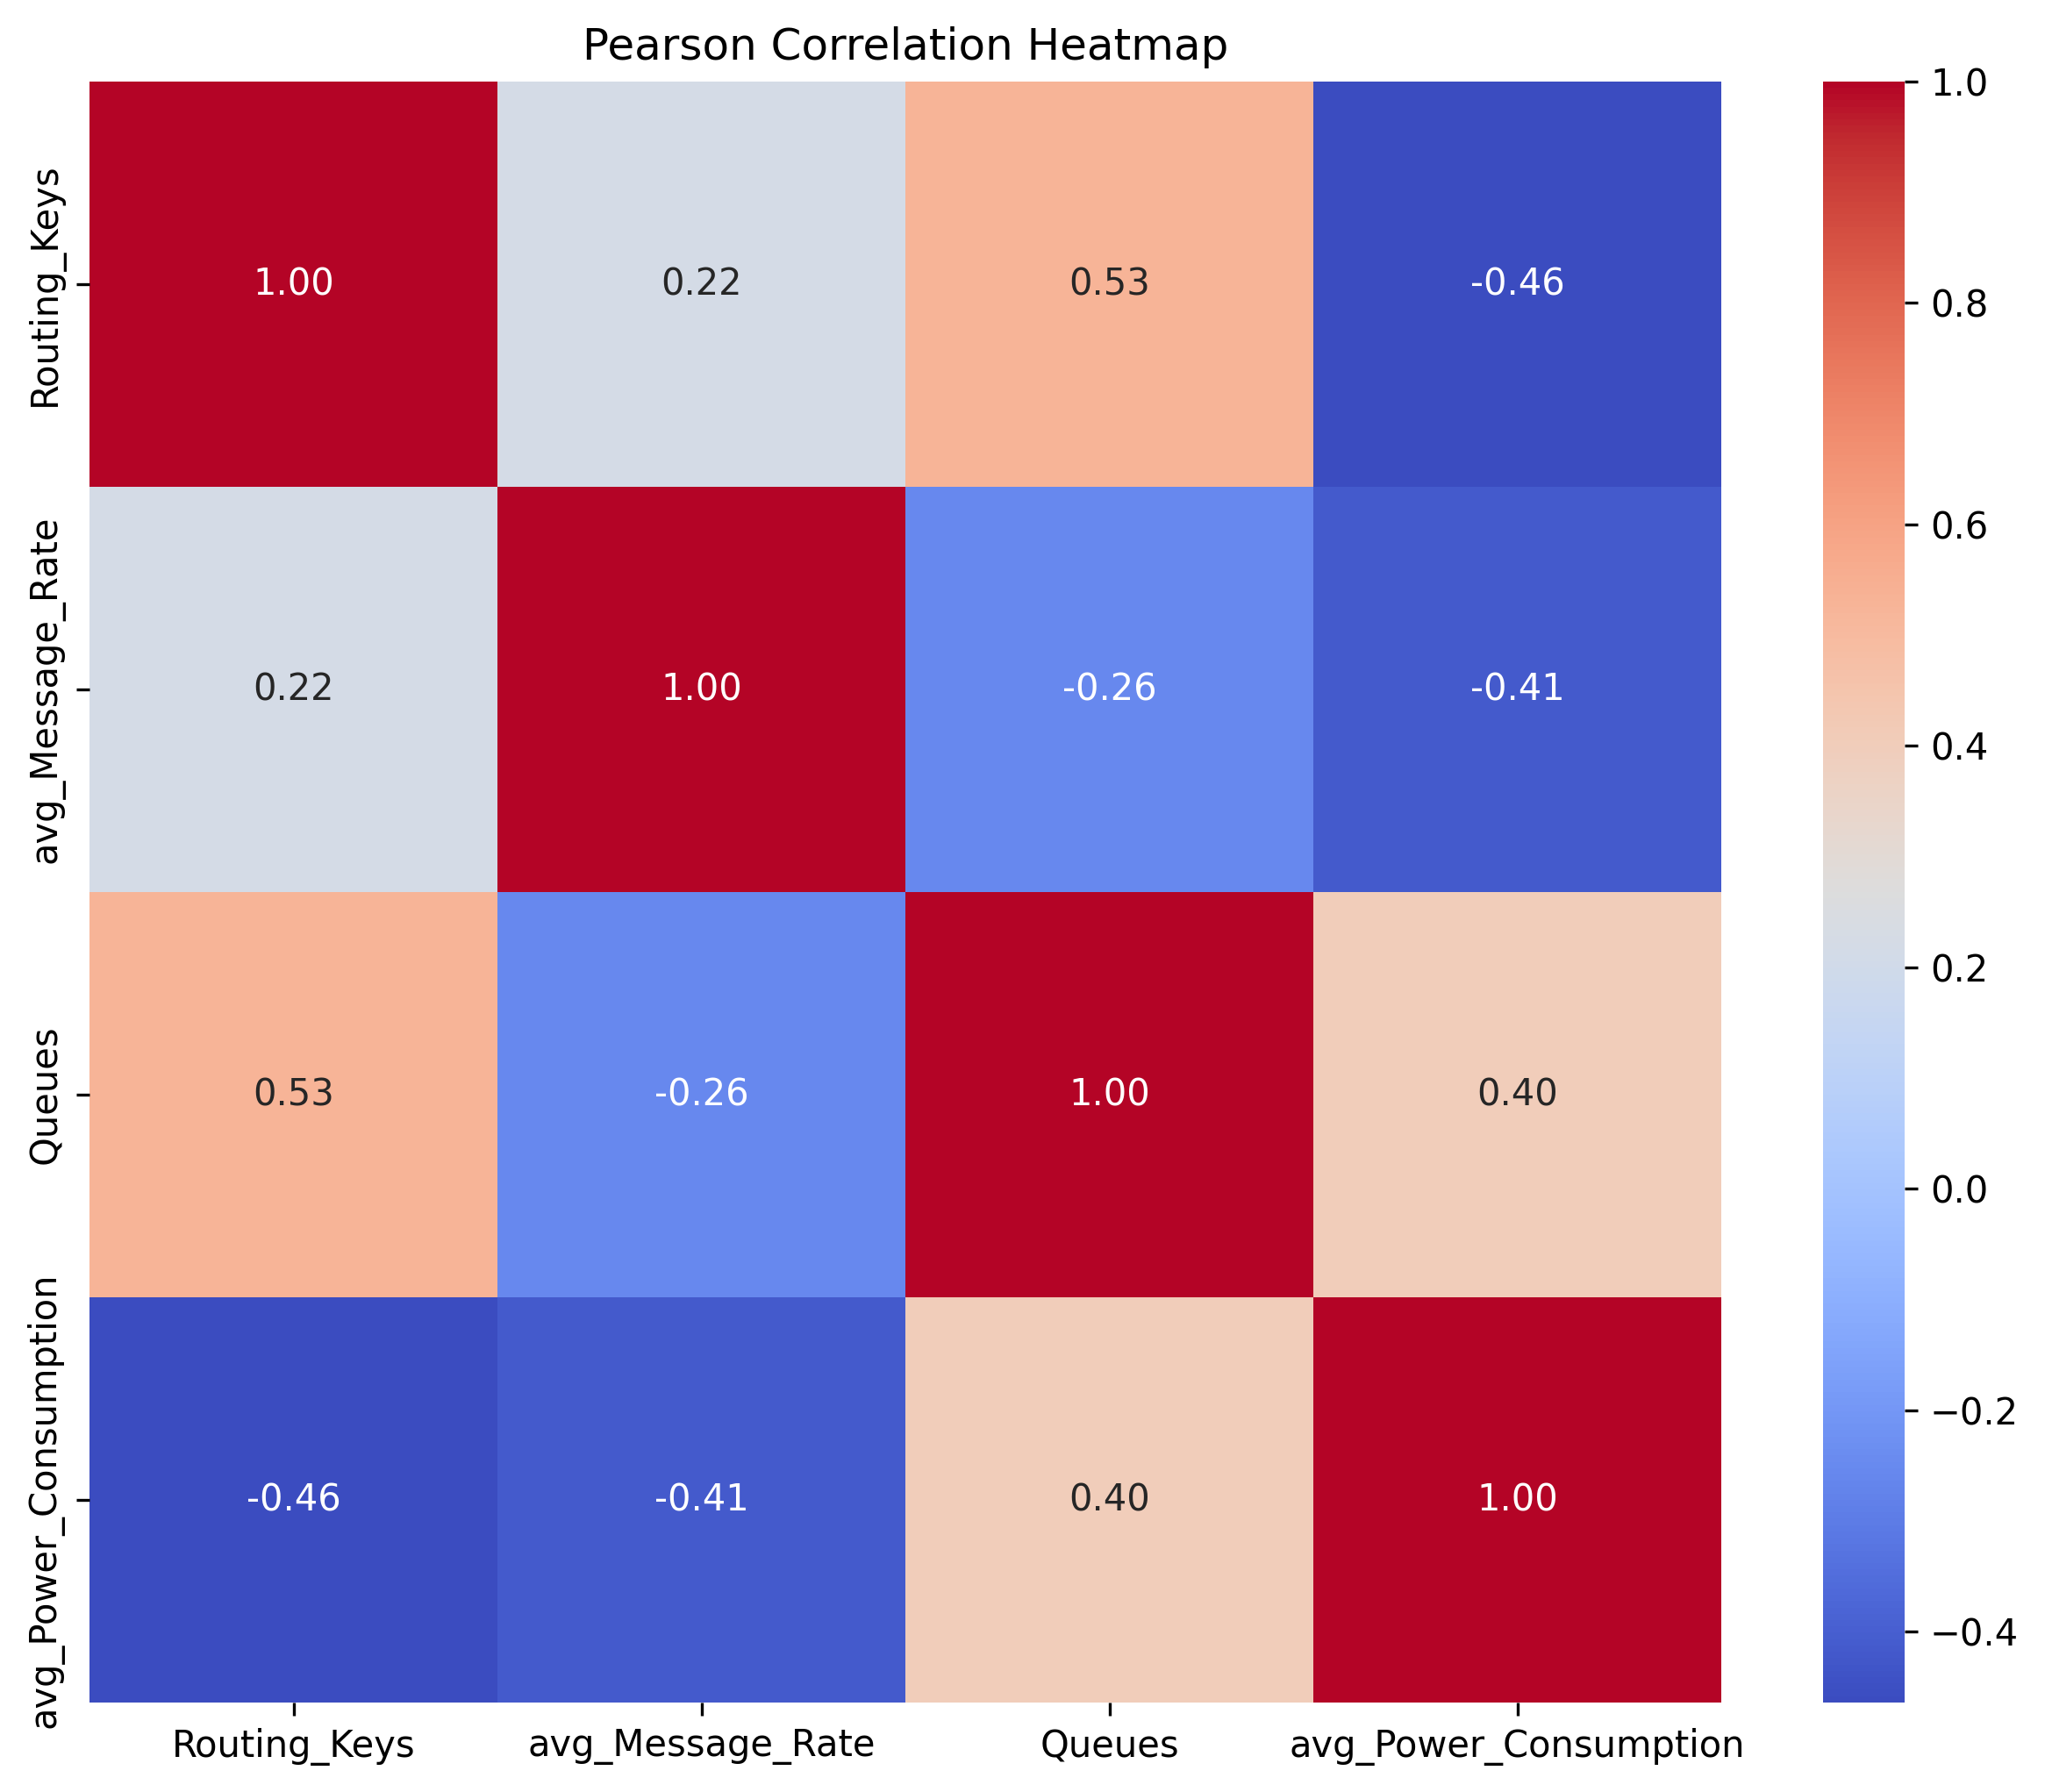 Pearson Correlation Heatmap
Routing_Keys
1.00
0.22
0.53
-0.46
avg_Message_Rate
0.22
1.00
-0.26
-0.41
Queues
0.53
-0.26
1.00
0.40
avg_Power_Consumption
-0.46
-0.41
0.40
1.00
Routing_Keys
avg_Message_Rate
Queues
avg_Power_Consumption
1.0
0.8
0.6
0.4
0.2
0.0
−0.2
−0.4